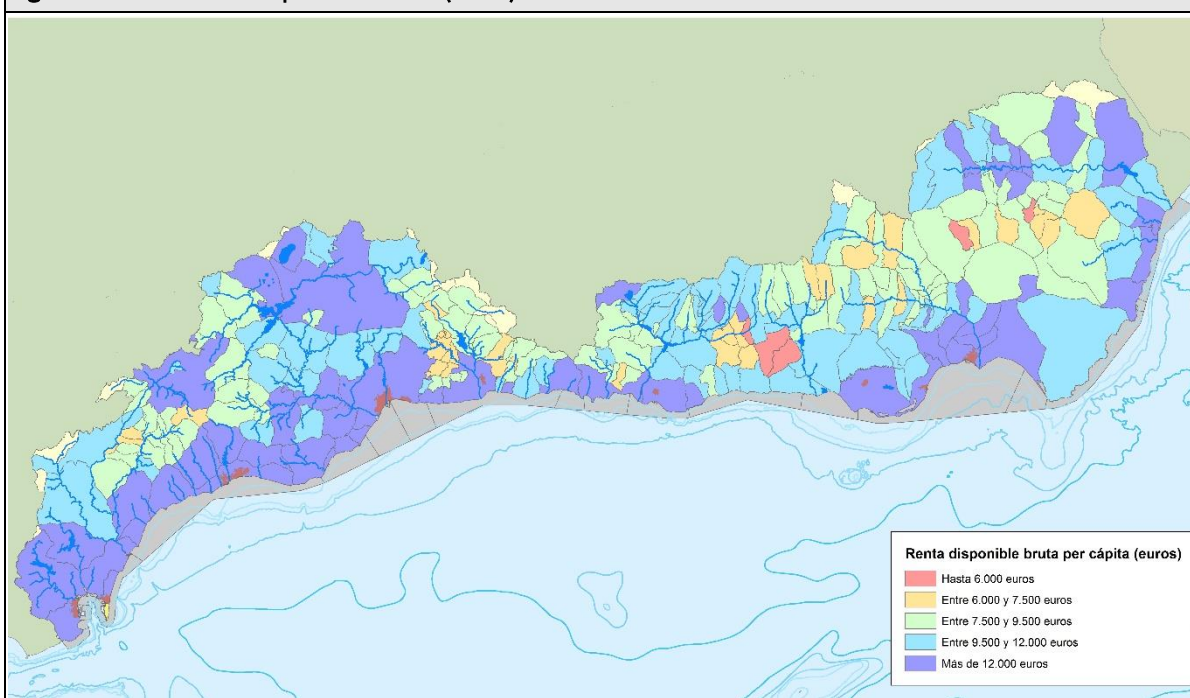 Renta disponible bruta per cápita (euros)
Hasta 6.000 euros
Entre 6.000 y 7.500 euros
Entre 7.500 y 9.500 euros
Entre 9.500 y 12.000 euros
Más de 12.000 euros